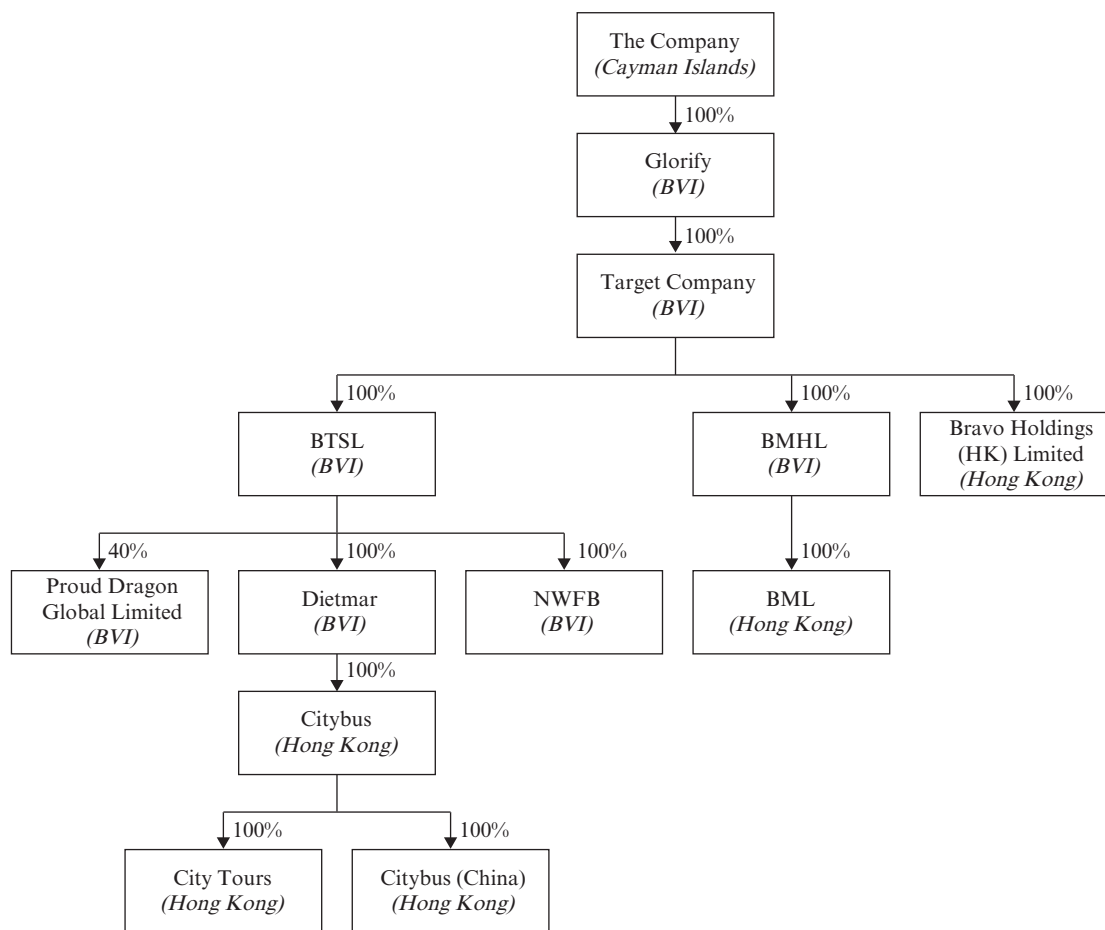 The Company
(Cayman Islands)
100%
Glorify
(BVI)
100%
Target Company
(BVI)
100%
100%
100%
BTSL
(BVI)
BMHL
(BVI)
Bravo Holdings
(HK) Limited
(Hong Kong)
40%
100%
100%
100%
Proud Dragon
Global Limited
(BVI)
Dietmar
(BVI)
NWFB
(BVI)
BML
(Hong Kong)
100%
Citybus
(Hong Kong)
100%
100%
City Tours
(Hong Kong)
Citybus (China)
(Hong Kong)